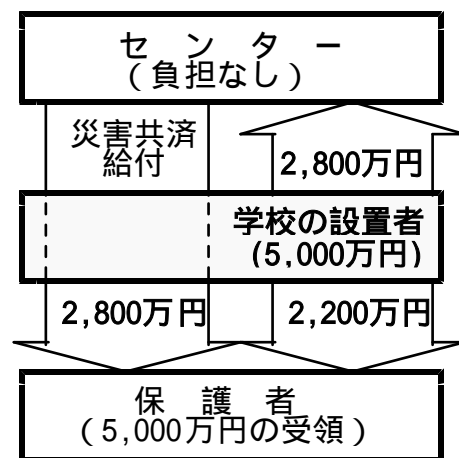 センター
（負担なし）
災害共済
給付
2,800万円
学校の設置者
(5,000万円)
2,800万円
2,200万円
保護者
（5,000万円の受領）